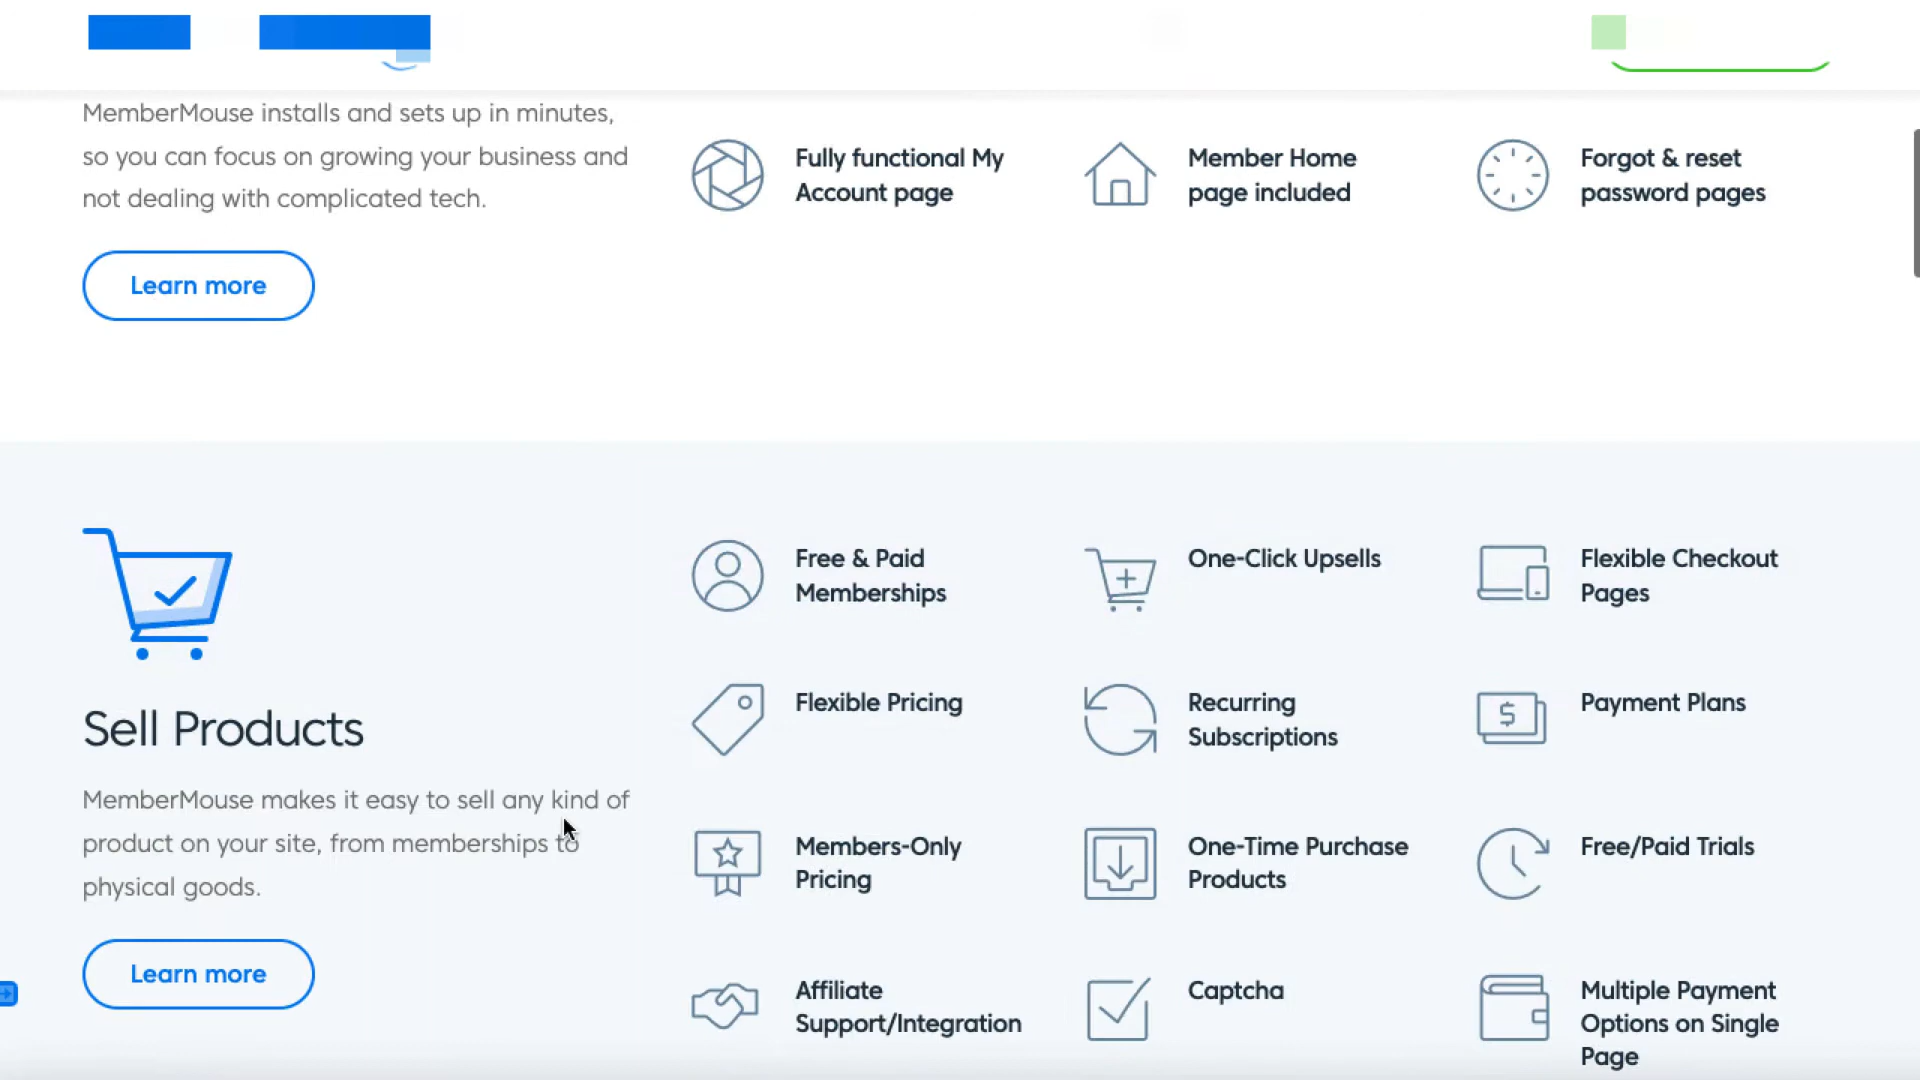 MemberMouse installs and sets up in minutes,
so you can focus on growing your business and
not dealing with complicated tech.
Learn more
Fully functional My
Account page
Member Home
page included
Forgot & reset
password pages
Sell Products
MemberMouse makes it easy to sell any kind of
product on your site, from memberships to
physical goods.
Learn more
Free & Paid
Memberships
One-Click Upsells
Flexible Checkout
Pages
Flexible Pricing
Recurring
Subscriptions
Payment Plans
Members-Only
Pricing
One-Time Purchase
Products
Free/Paid Trials
Affiliate
Support/Integration
Captcha
Multiple Payment
Options on Single
Page